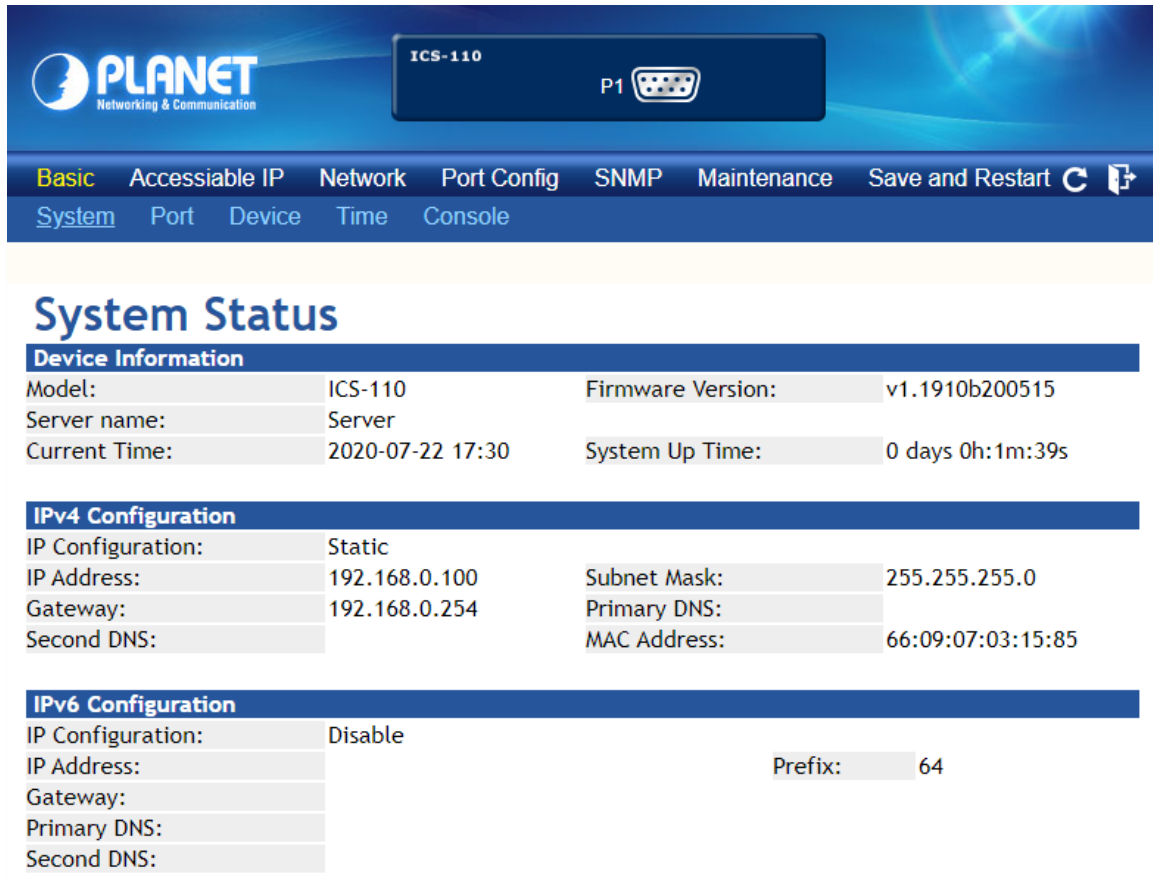 PLANET
Networking & Communication
ICS-110
P1
Basic Accessiable IP Network Port Config SNMP Maintenance Save and Restart
System Port Device Time Console
System Status
Device Information
Model: ICS-110 Firmware Version: v1.1910b200515
Server name: Server
Current Time: 2020-07-22 17:30 System Up Time: 0 days 0h:1m:39s
IPv4 Configuration
IP Configuration: Static
IP Address: 192.168.0.100 Subnet Mask: 255.255.255.0
Gateway: 192.168.0.254 Primary DNS:
Second DNS: MAC Address: 66:09:07:03:15:85
IPv6 Configuration
IP Configuration: Disable
IP Address: Prefix: 64
Gateway:
Primary DNS:
Second DNS: